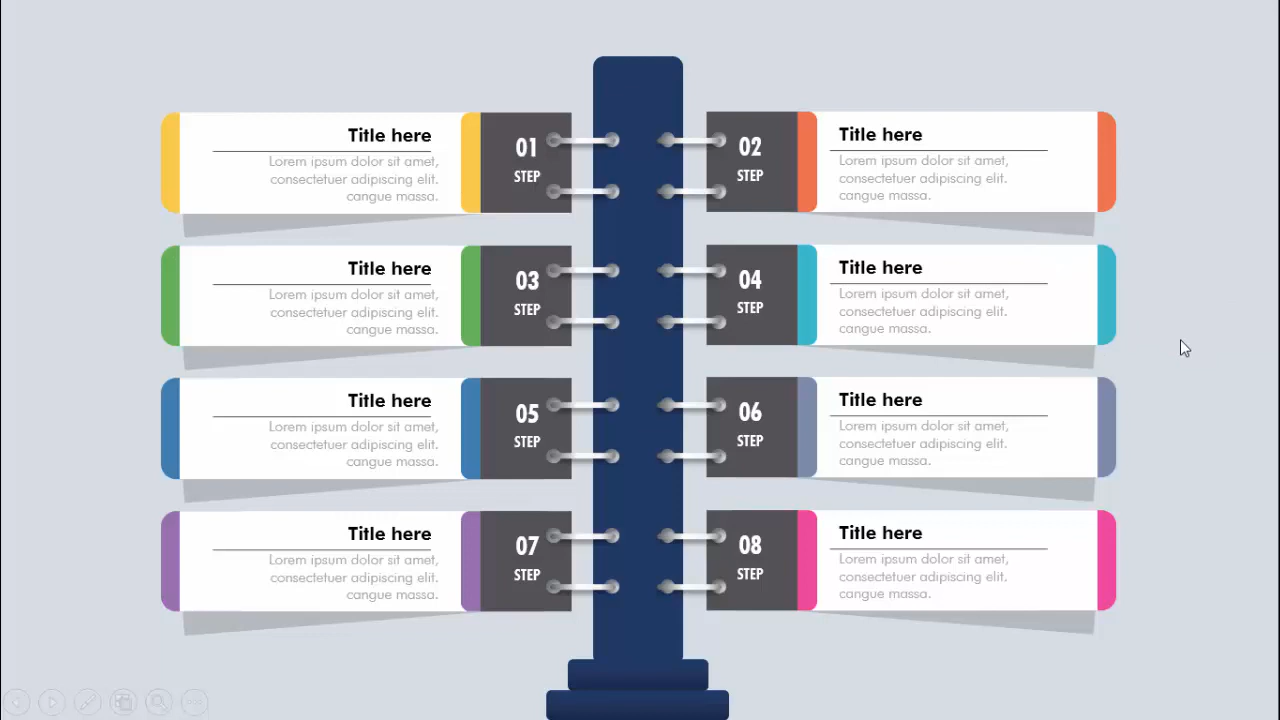 01
STEP
Title here
Lorem ipsum dolor sit amet,
consectetuer adipiscing elit.
cangue massa.
02
STEP
Title here
Lorem ipsum dolor sit amet,
consectetuer adipiscing elit.
cangue massa.
03
STEP
Title here
Lorem ipsum dolor sit amet,
consectetuer adipiscing elit.
cangue massa.
04
STEP
Title here
Lorem ipsum dolor sit amet,
consectetuer adipiscing elit.
cangue massa.
05
STEP
Title here
Lorem ipsum dolor sit amet,
consectetuer adipiscing elit.
cangue massa.
06
STEP
Title here
Lorem ipsum dolor sit amet,
consectetuer adipiscing elit.
cangue massa.
07
STEP
Title here
Lorem ipsum dolor sit amet,
consectetuer adipiscing elit.
cangue massa.
08
STEP
Title here
Lorem ipsum dolor sit amet,
consectetuer adipiscing elit.
cangue massa.